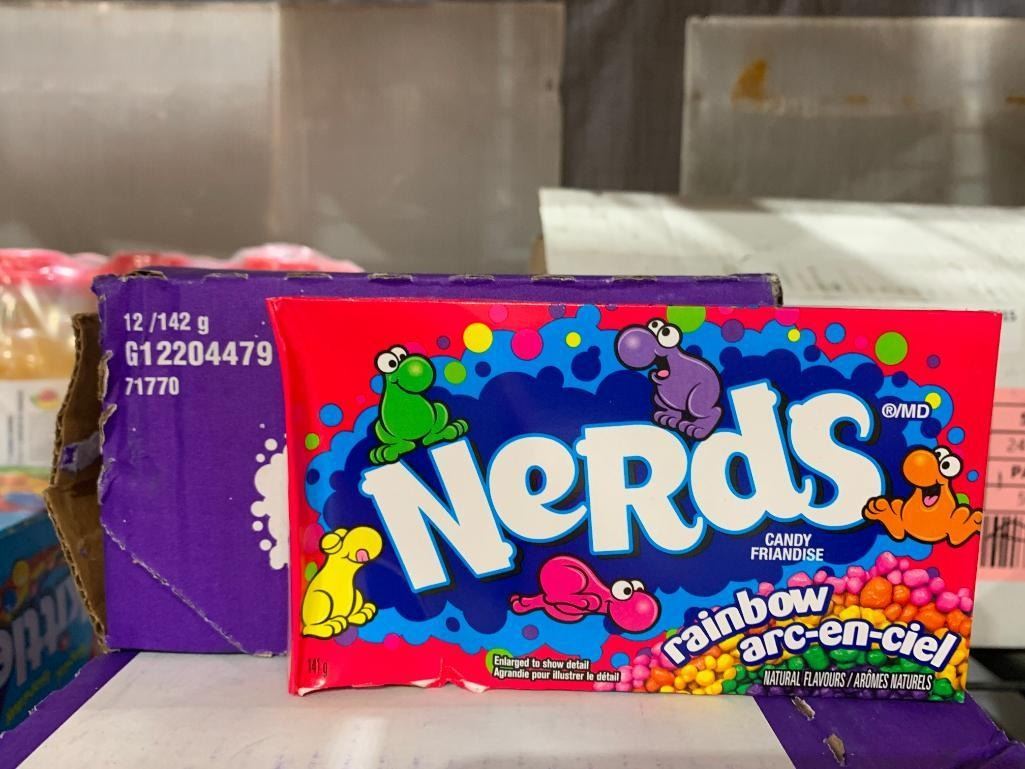 12 /142 g
G12204479
71770
NERdS
®/MD
CANDY
FRIANDISE
rainbow
arc-en-ciel
NATURAL FLAVOURS / ARÔMES NATURELS
Enlarged to show detail
Agrandie pour illustrer le détail
141 g